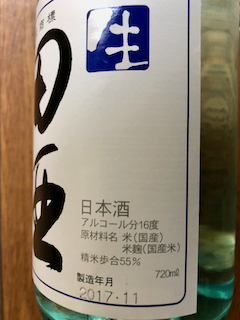 生
田酒
日本酒
アルコール分16度
原材料名 米(国産)
米麹(国産米)
精米歩合55%
720ml
製造年月
2017.11